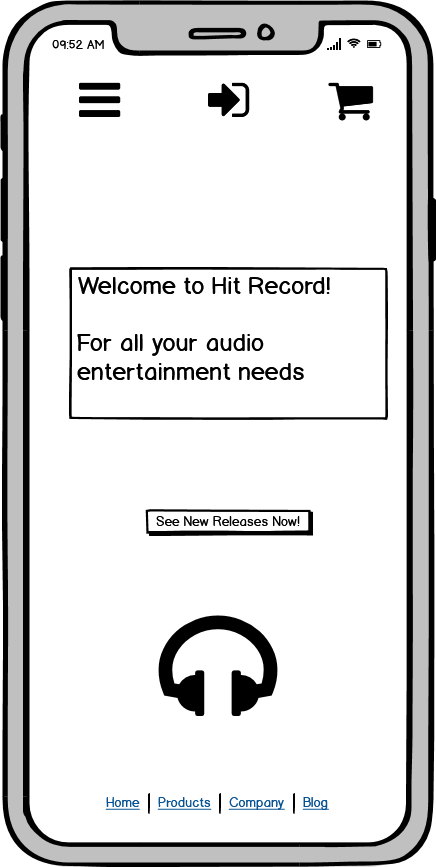 09:52 AM
Welcome to Hit Record!
For all your audio
entertainment needs
See New Releases Now!
Home | Products | Company | Blog